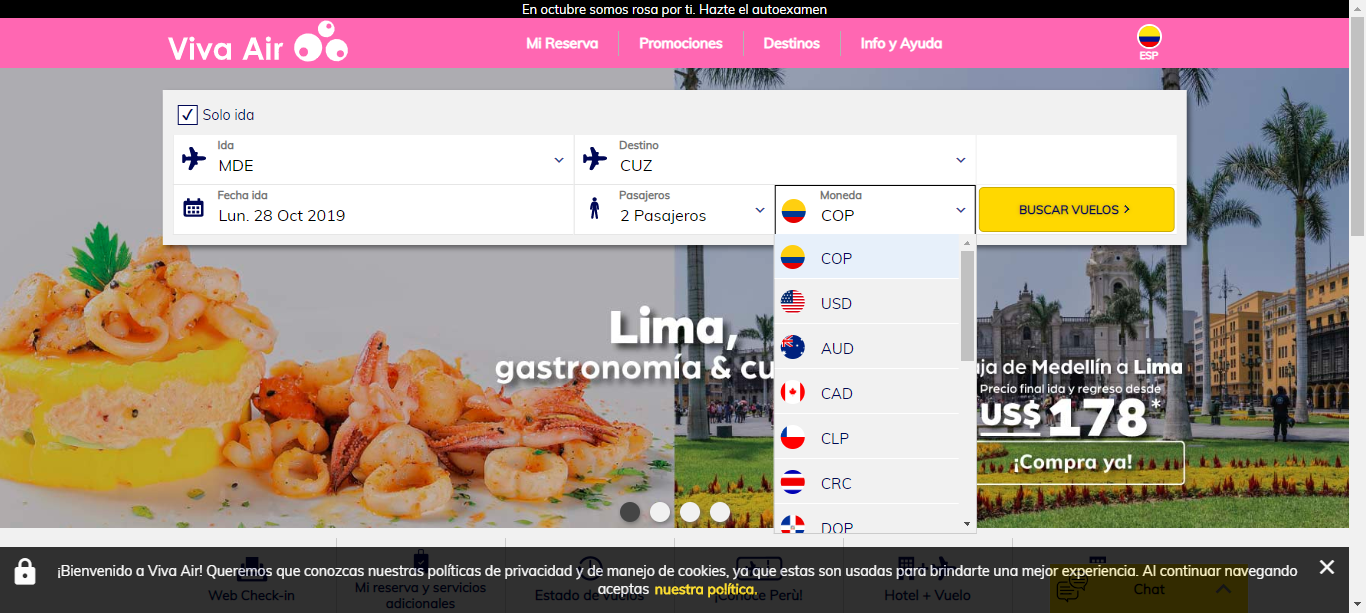 En octubre somos rosa por ti. Hazte el autoexamen
Viva Air
Mi Reserva
Promociones
Destinos
Info y Ayuda
ESP
Solo ida
Ida
MDE
Destino
CUZ
Fecha ida
Lun. 28 Oct 2019
Pasajeros
2 Pasajeros
Moneda
COP
BUSCAR VUELOS
COP
USD
AUD
CAD
CLP
CRC
DOP
Lima,
gastronomía & cu
de Medellín a Lima
Precio final ida y regreso desde
US$ 178*
¡Compra ya!
¡Bienvenido a Viva Air! Queremos que conozcas nuestras políticas de privacidad y de manejo de cookies, ya que estas son usadas para brindarte una mejor experiencia. Al continuar navegando
aceptas nuestra política.
Web Check-in
Mi reserva y servicios
adicionales
Estado de vuelos
¡Conoce Perù!
Hotel + Vuelo
Chat